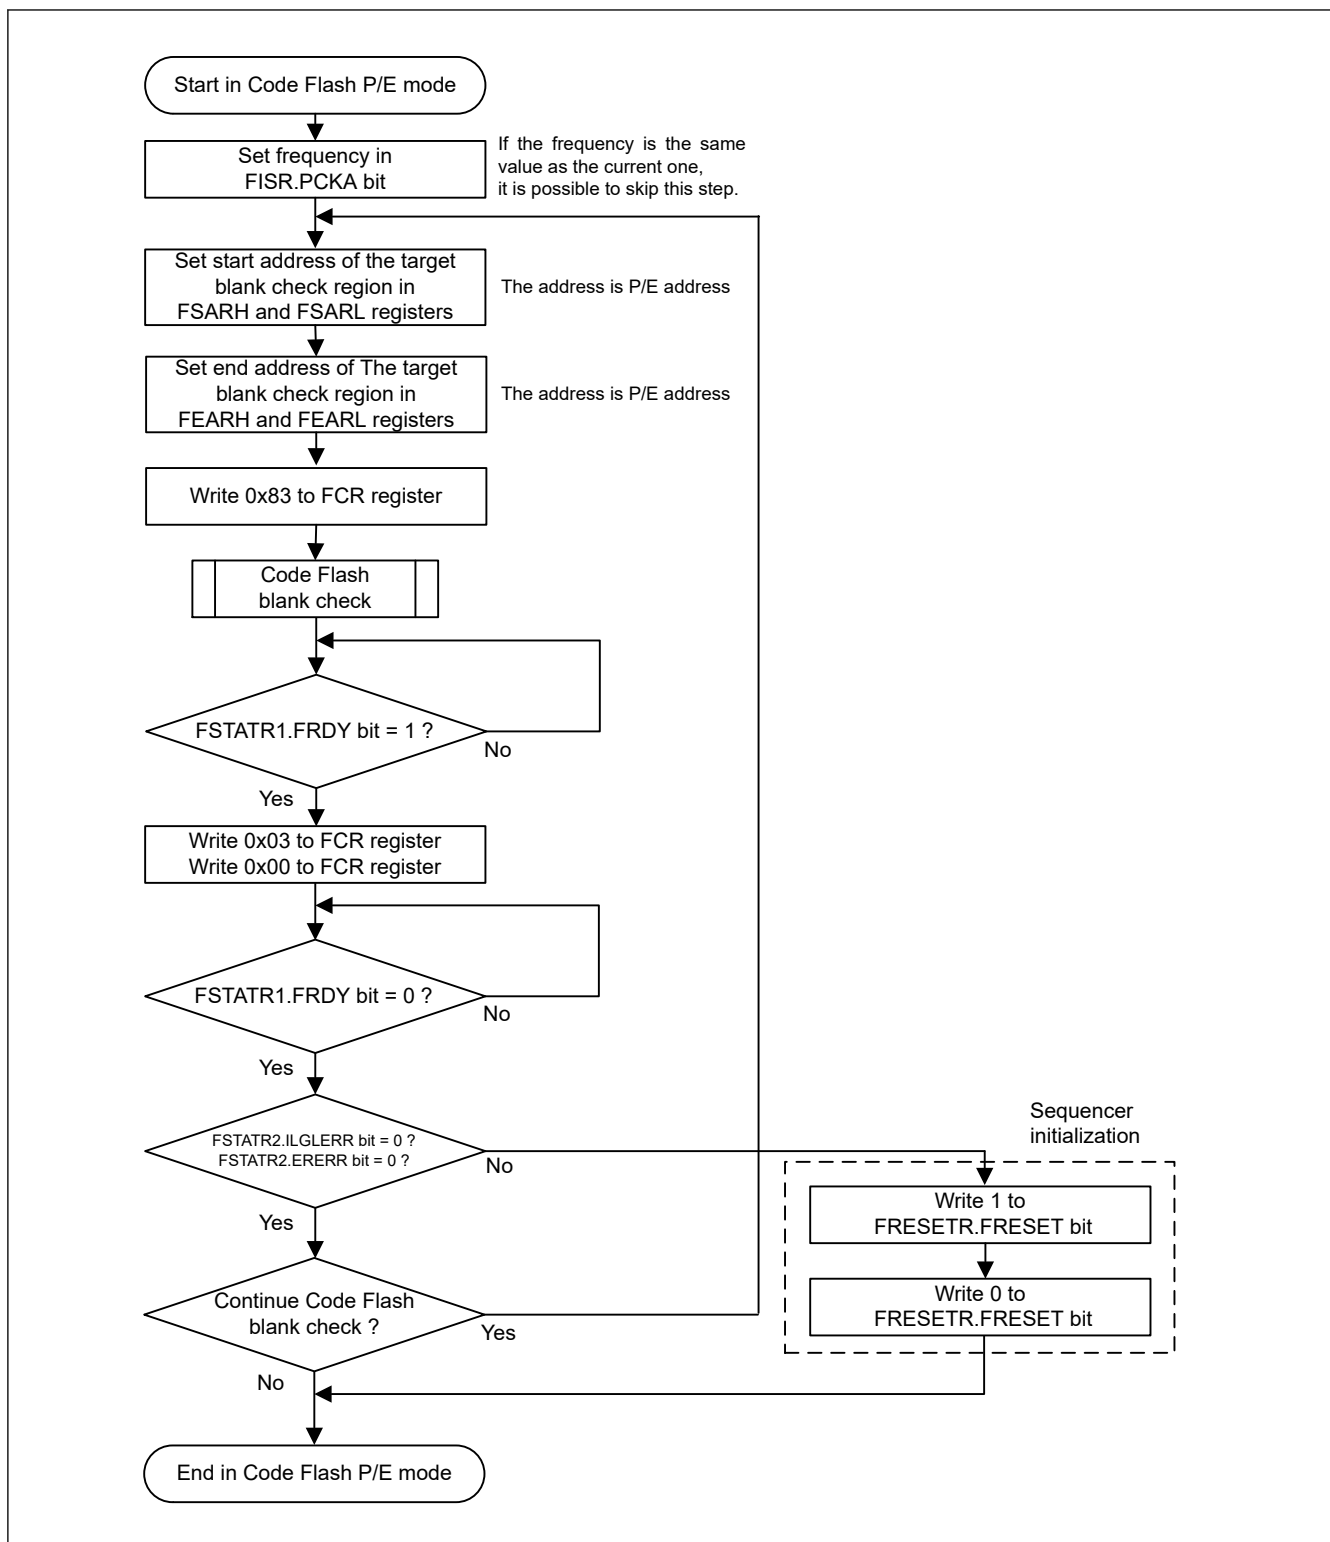 Start in Code Flash P/E mode
Set frequency in
FISR.PCKA bit
If the frequency is the same
value as the current one,
it is possible to skip this step.
Set start address of the target
blank check region in
FSARH and FSARL registers
The address is P/E address
Set end address of The target
blank check region in
FEARH and FEARL registers
The address is P/E address
Write 0x83 to FCR register
Code Flash
blank check
FSTATR1.FRDY bit = 1 ?
No
Yes
Write 0x03 to FCR register
Write 0x00 to FCR register
FSTATR1.FRDY bit = 0 ?
No
Yes
FSTATR2.ILGLERR bit = 0 ?
FSTATR2.ERERR bit = 0 ?
No
Yes
Sequencer
initialization
Write 1 to
FRESETR.FRESET bit
Write 0 to
FRESETR.FRESET bit
Continue Code Flash
blank check ?
Yes
No
End in Code Flash P/E mode